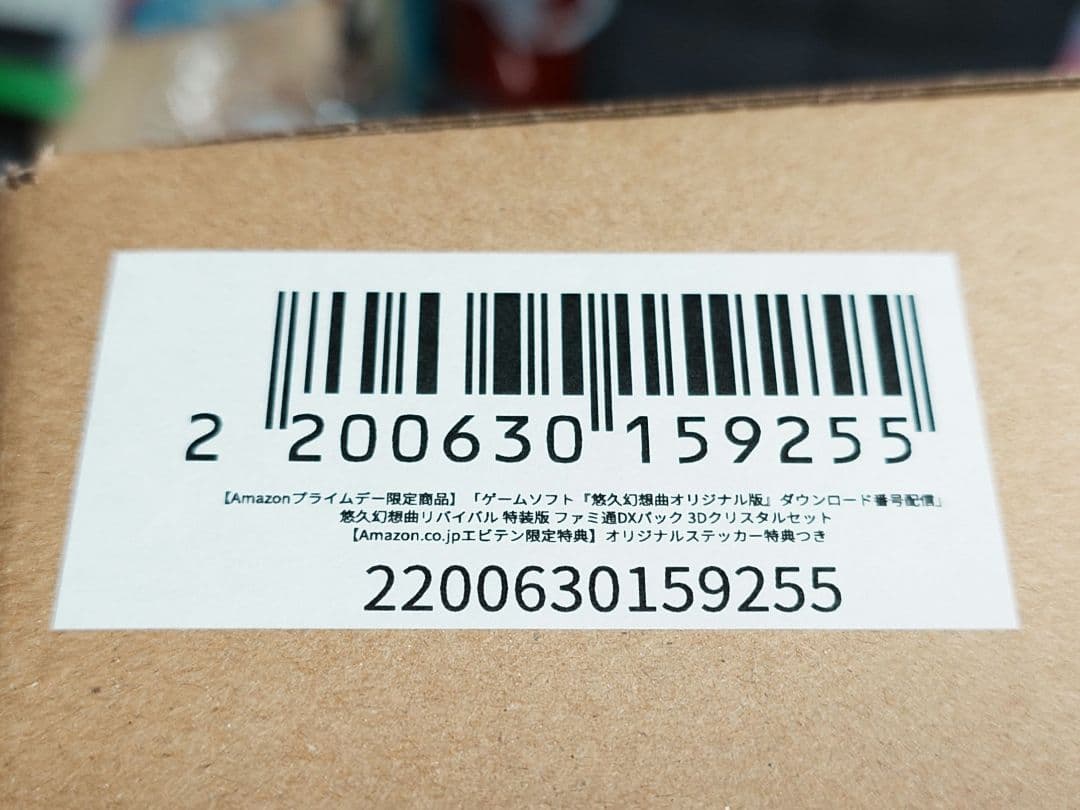 2 200630 159255
【Amazonプライムデー限定商品】「ゲームソフト『悠久幻想曲オリジナル版』ダウンロード番号配信」
悠久幻想曲リバイバル 特装版 ファミ通DXパック 3Dクリスタルセット
【Amazon.co.jpエビテン限定特典】オリジナルステッカー特典つき
2200630159255